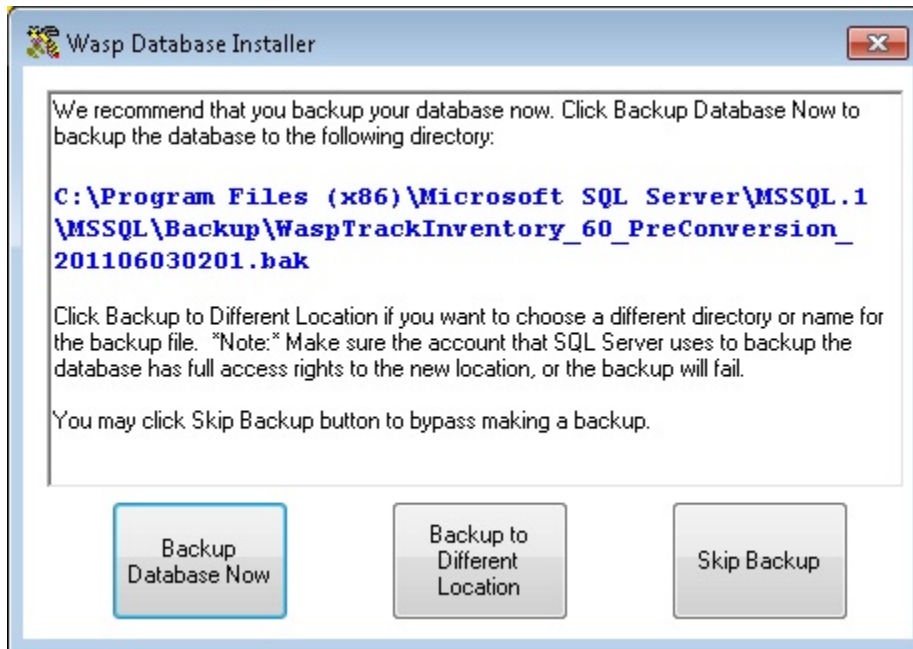 Wasp Database Installer
We recommend that you backup your database now. Click Backup Database Now to
backup the database to the following directory:
C:\Program Files (x86)\Microsoft SQL Server\MSSQL.1
\MSSQL\Backup\WaspTrackInventory_60_PreConversion_
201106030201.bak
Click Backup to Different Location if you want to choose a different directory or name for
the backup file.  *Note:* Make sure the account that SQL Server uses to backup the
database has full access rights to the new location, or the backup will fail.
You may click Skip Backup button to bypass making a backup.
Backup
Database Now
Backup to
Different
Location
Skip Backup